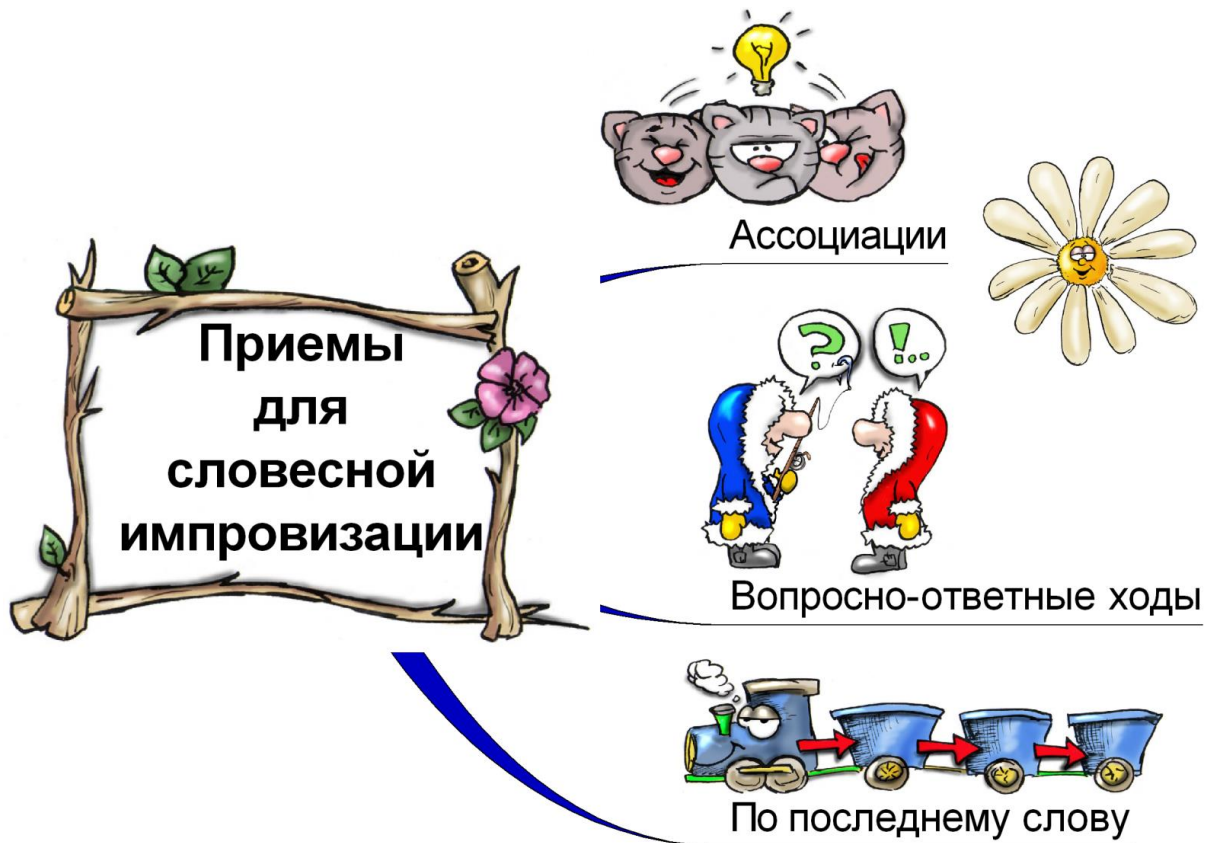 Приемы
для
словесной
импровизации
Ассоциации
?
!...
Вопросно-ответные ходы
По последнему слову